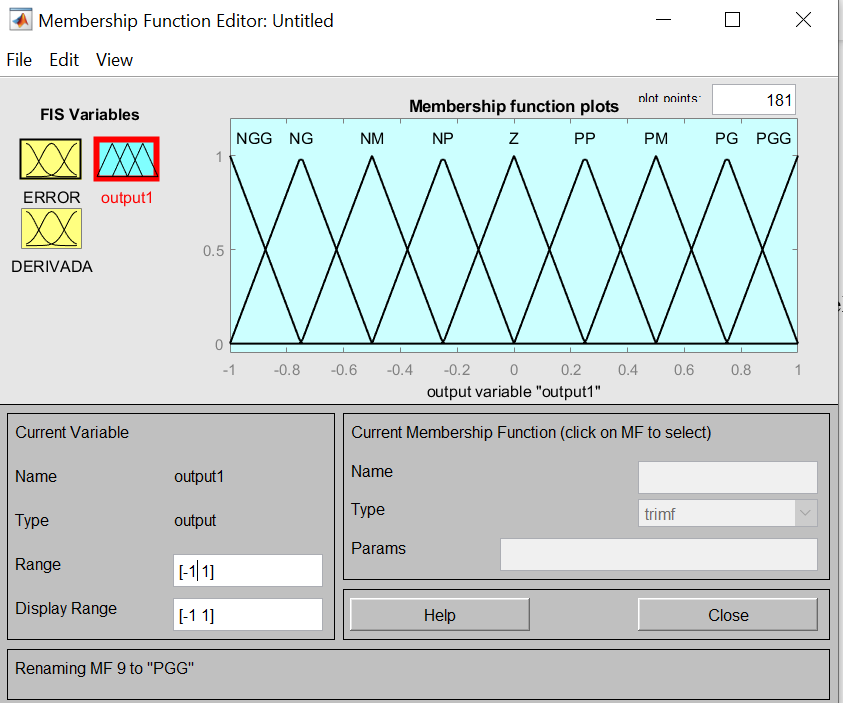 Membership Function Editor: Untitled
File Edit View
FIS Variables
ERROR
output1
DERIVADA
Membership function plots
plot points:
181
NGG NG NM NP Z PP PM PG PGG
1
0.5
0
-1 -0.8 -0.6 -0.4 -0.2 0 0.2 0.4 0.6 0.8 1
output variable "output1"
Current Variable
Name output1
Type output
Range [-1 1]
Display Range [-1 1]
Current Membership Function (click on MF to select)
Name
Type trimf
Params
Help Close
Renaming MF 9 to "PGG"